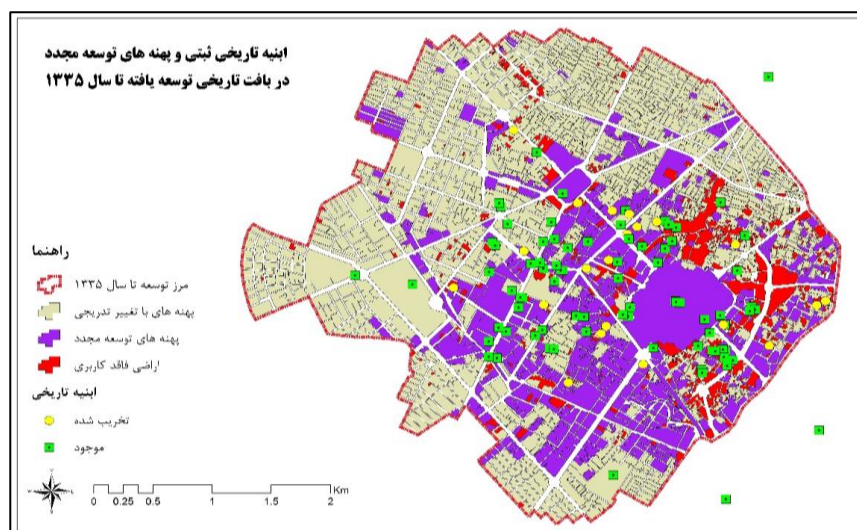 ابنیه تاریخی ثبتی و پهنه های توسعه مجدد
در بافت تاریخی توسعه یافته تا سال ۱۳۳۵
راهنما
مرز توسعه تا سال ۱۳۳۵
پهنه های با تغییر تدریجی
پهنه های توسعه مجدد
اراضی فاقد کاربری
ابنیه تاریخی
تخریب شده
موجود
0 0.25 0.5 1 1.5 2 Km